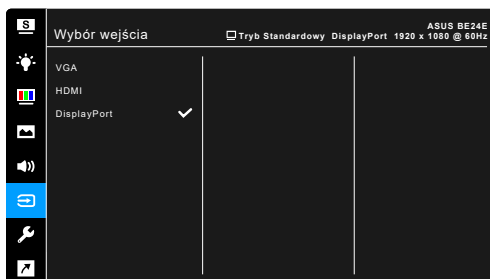 S
Wybór wejścia
ASUS BE24E
Tryb Standardowy DisplayPort 1920 x 1080 @ 60Hz
VGA
HDMI
DisplayPort